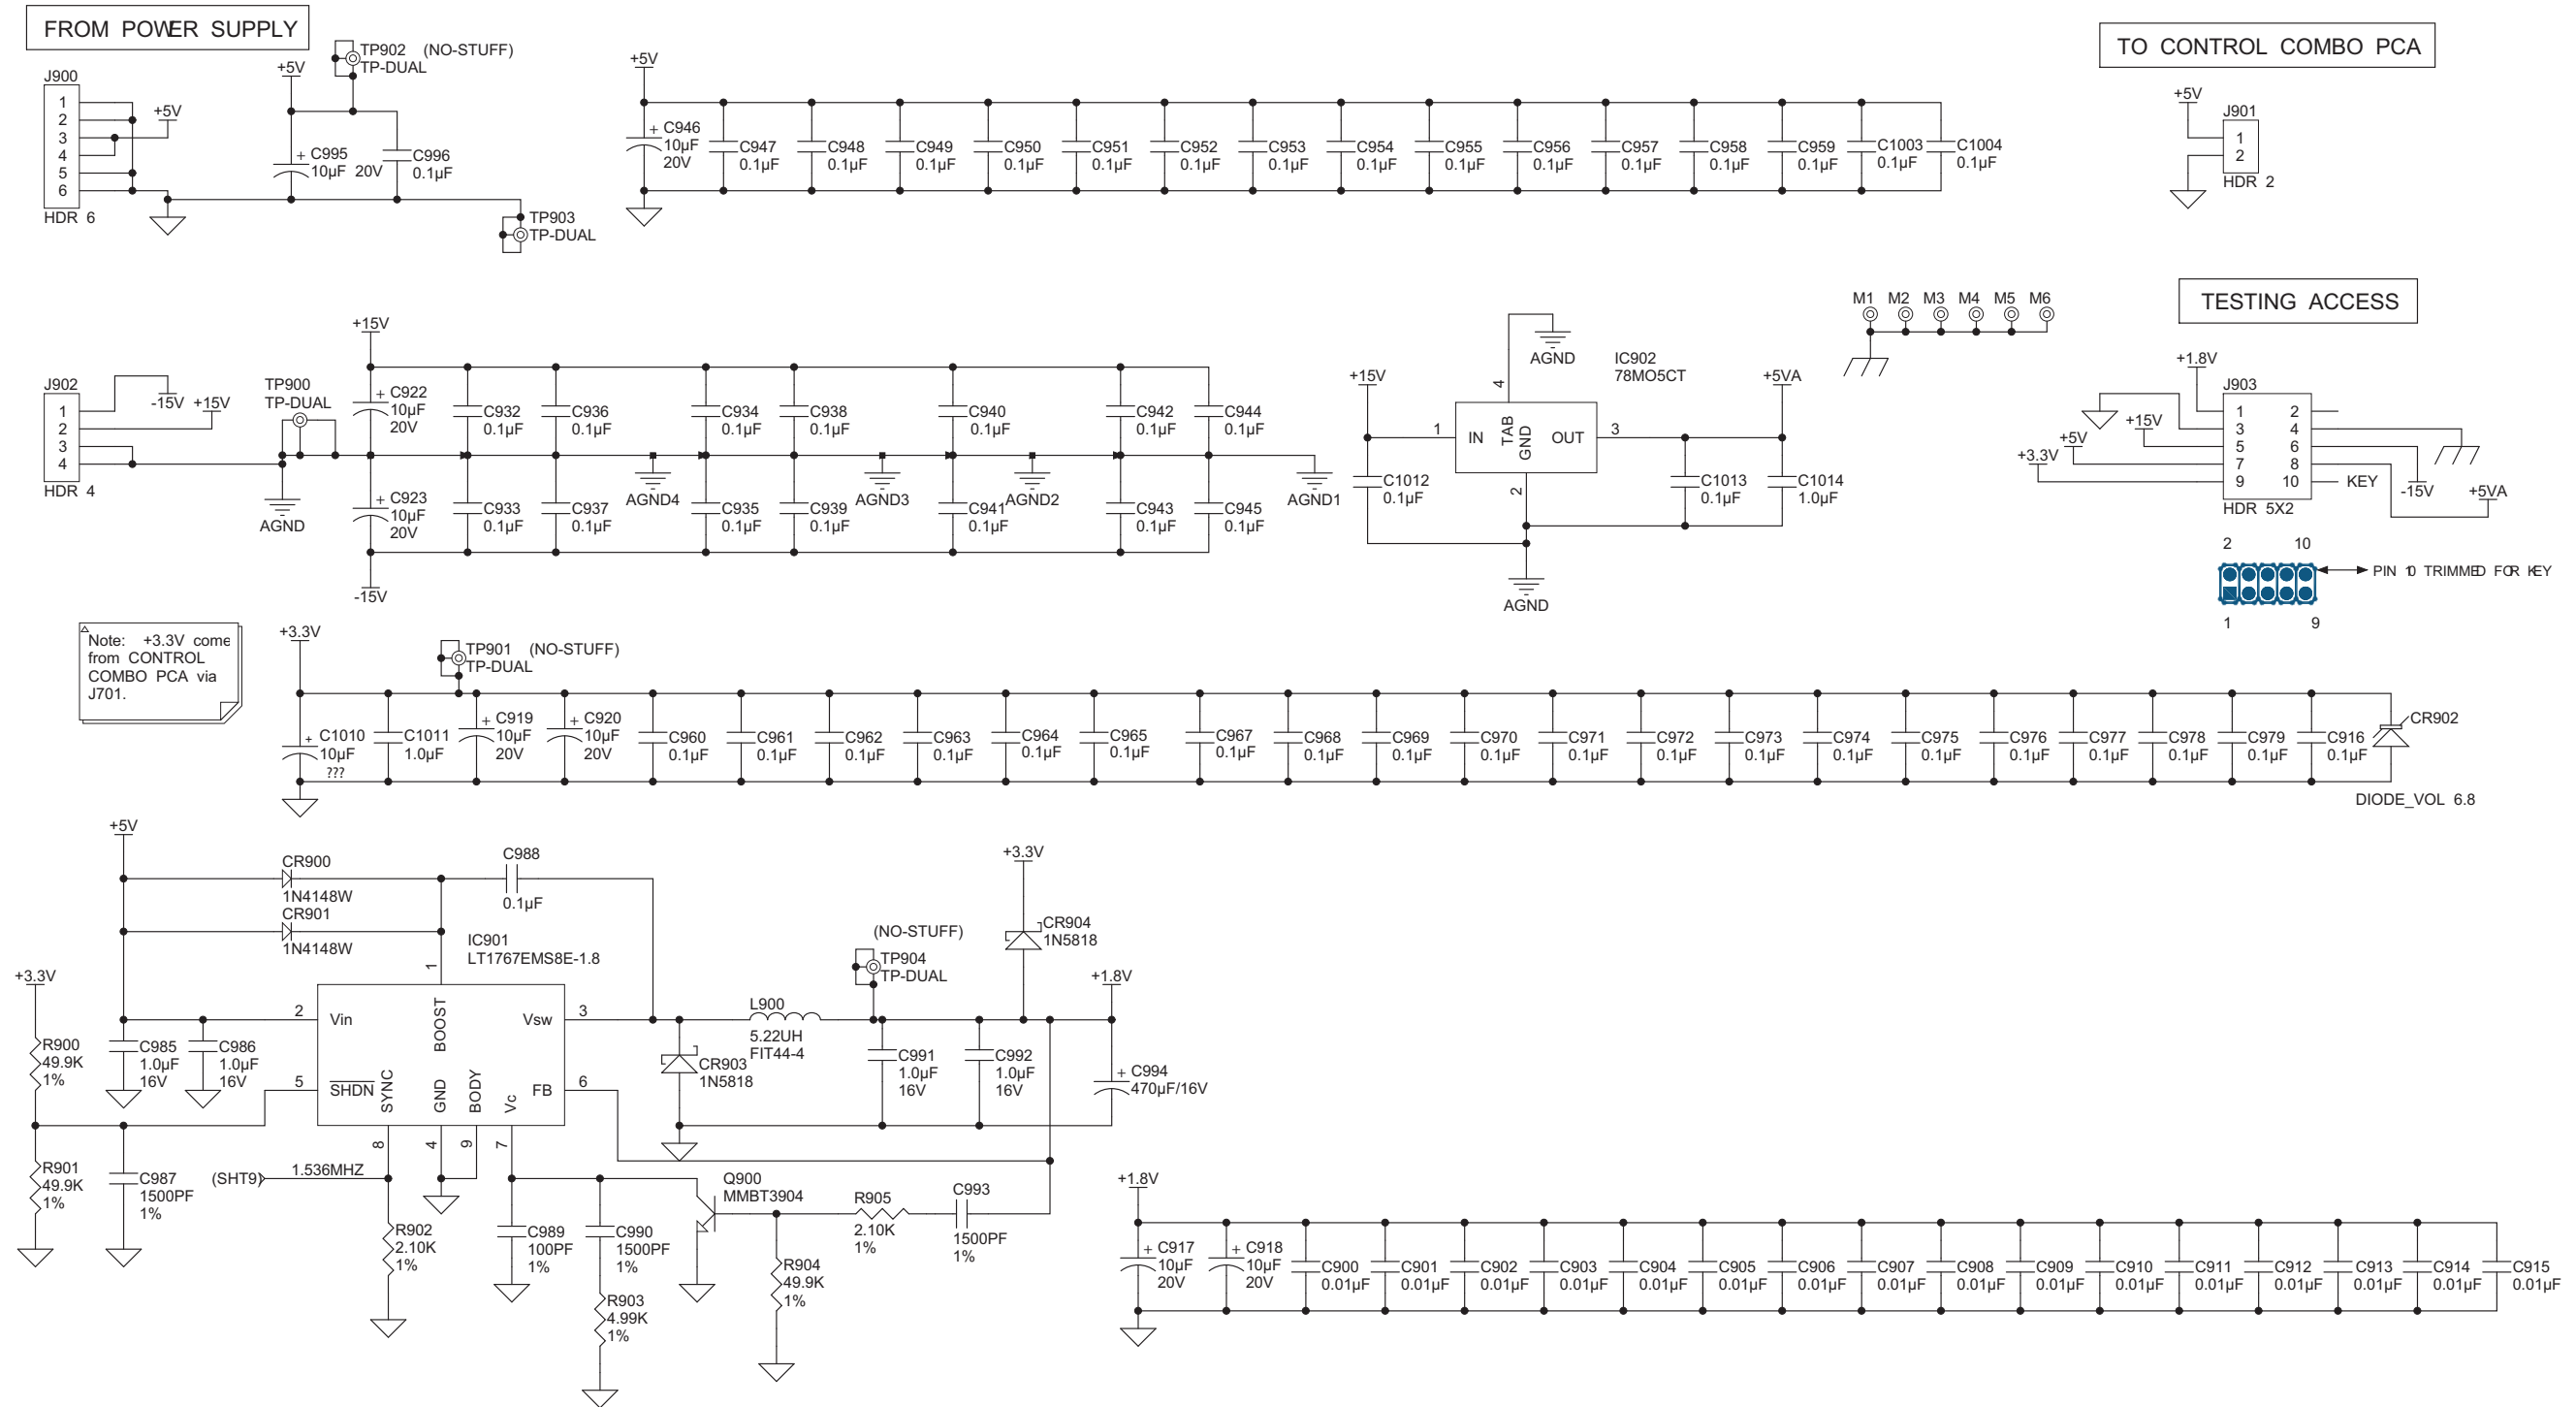 FROM POWER SUPPLY
TP902 (NO-STUFF)
TP-DUAL
+5V
J900
1
2
3
4
5
6
HDR 6
+5V
+ C995
10µF 20V
C996
0.1µF
TP903
TP-DUAL
+5V
+ C946
10µF
20V
C947
0.1µF
C948
0.1µF
C949
0.1µF
C950
0.1µF
C951
0.1µF
C952
0.1µF
C953
0.1µF
C954
0.1µF
C955
0.1µF
C956
0.1µF
C957
0.1µF
C958
0.1µF
C959
0.1µF
C1003
0.1µF
C1004
0.1µF
TO CONTROL COMBO PCA
+5V
J901
1
2
HDR 2
J902
1
2
3
4
HDR 4
-15V
+15V
TP900
TP-DUAL
AGND
+15V
+ C922
10µF
20V
C932
0.1µF
C936
0.1µF
C934
0.1µF
C938
0.1µF
C940
0.1µF
C942
0.1µF
C944
0.1µF
AGND4
AGND3
AGND2
AGND1
+ C923
10µF
20V
C933
0.1µF
C937
0.1µF
C935
0.1µF
C939
0.1µF
C941
0.1µF
C943
0.1µF
C945
0.1µF
-15V
AGND
IC902
78MO5CT
+15V
+5VA
4
1
IN
TAB
GND
OUT
3
2
C1012
0.1µF
C1013
0.1µF
C1014
1.0µF
AGND
M1 M2 M3 M4 M5 M6
TESTING ACCESS
+1.8V
J903
+15V
+5V
+3.3V
1 2
3 4
5 6
7 8
9 10
KEY
-15V
+5VA
HDR 5X2
2 10
PIN 10 TRIMMED FOR KEY
1 9
Note: +3.3V come
from CONTROL
COMBO PCA via
J701.
+3.3V
TP901 (NO-STUFF)
TP-DUAL
+ C1010
10µF
???
C1011
1.0µF
+ C919
10µF
20V
+ C920
10µF
20V
C960
0.1µF
C961
0.1µF
C962
0.1µF
C963
0.1µF
C964
0.1µF
C965
0.1µF
C967
0.1µF
C968
0.1µF
C969
0.1µF
C970
0.1µF
C971
0.1µF
C972
0.1µF
C973
0.1µF
C974
0.1µF
C975
0.1µF
C976
0.1µF
C977
0.1µF
C978
0.1µF
C979
0.1µF
C916
0.1µF
CR902
DIODE_VOL 6.8
+5V
CR900
1N4148W
CR901
1N4148W
C988
0.1µF
IC901
LT1767EMS8E-1.8
+3.3V
R900
49.9K
1%
C985
1.0µF
16V
C986
1.0µF
16V
1
2
Vin
BOOST
Vsw
3
5
SHDN
SYNC
GND
BODY
Vc
FB
6
8
4
9
7
R901
49.9K
1%
C987
1500PF
1%
(SHT9)
1.536MHZ
R902
2.10K
1%
C989
100PF
1%
C990
1500PF
1%
R903
4.99K
1%
Q900
MMBT3904
R904
49.9K
1%
R905
2.10K
1%
C993
1500PF
1%
L900
5.22UH
FIT44-4
CR903
1N5818
(NO-STUFF)
TP904
TP-DUAL
+3.3V
CR904
1N5818
+1.8V
C991
1.0µF
16V
C992
1.0µF
16V
+ C994
470µF/16V
+1.8V
+ C917
10µF
20V
+ C918
10µF
20V
C900
0.01µF
C901
0.01µF
C902
0.01µF
C903
0.01µF
C904
0.01µF
C905
0.01µF
C906
0.01µF
C907
0.01µF
C908
0.01µF
C909
0.01µF
C910
0.01µF
C911
0.01µF
C912
0.01µF
C913
0.01µF
C914
0.01µF
C915
0.01µF